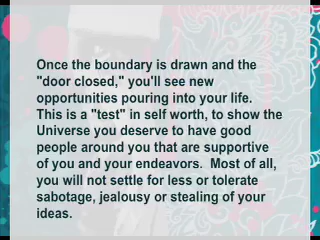 Once the boundary is drawn and the
"door closed," you'll see new
opportunities pouring into your life.
This is a "test" in self worth, to show the
Universe you deserve to have good
people around you that are supportive
of you and your endeavors.  Most of all,
you will not settle for less or tolerate
sabotage, jealousy or stealing of your
ideas.